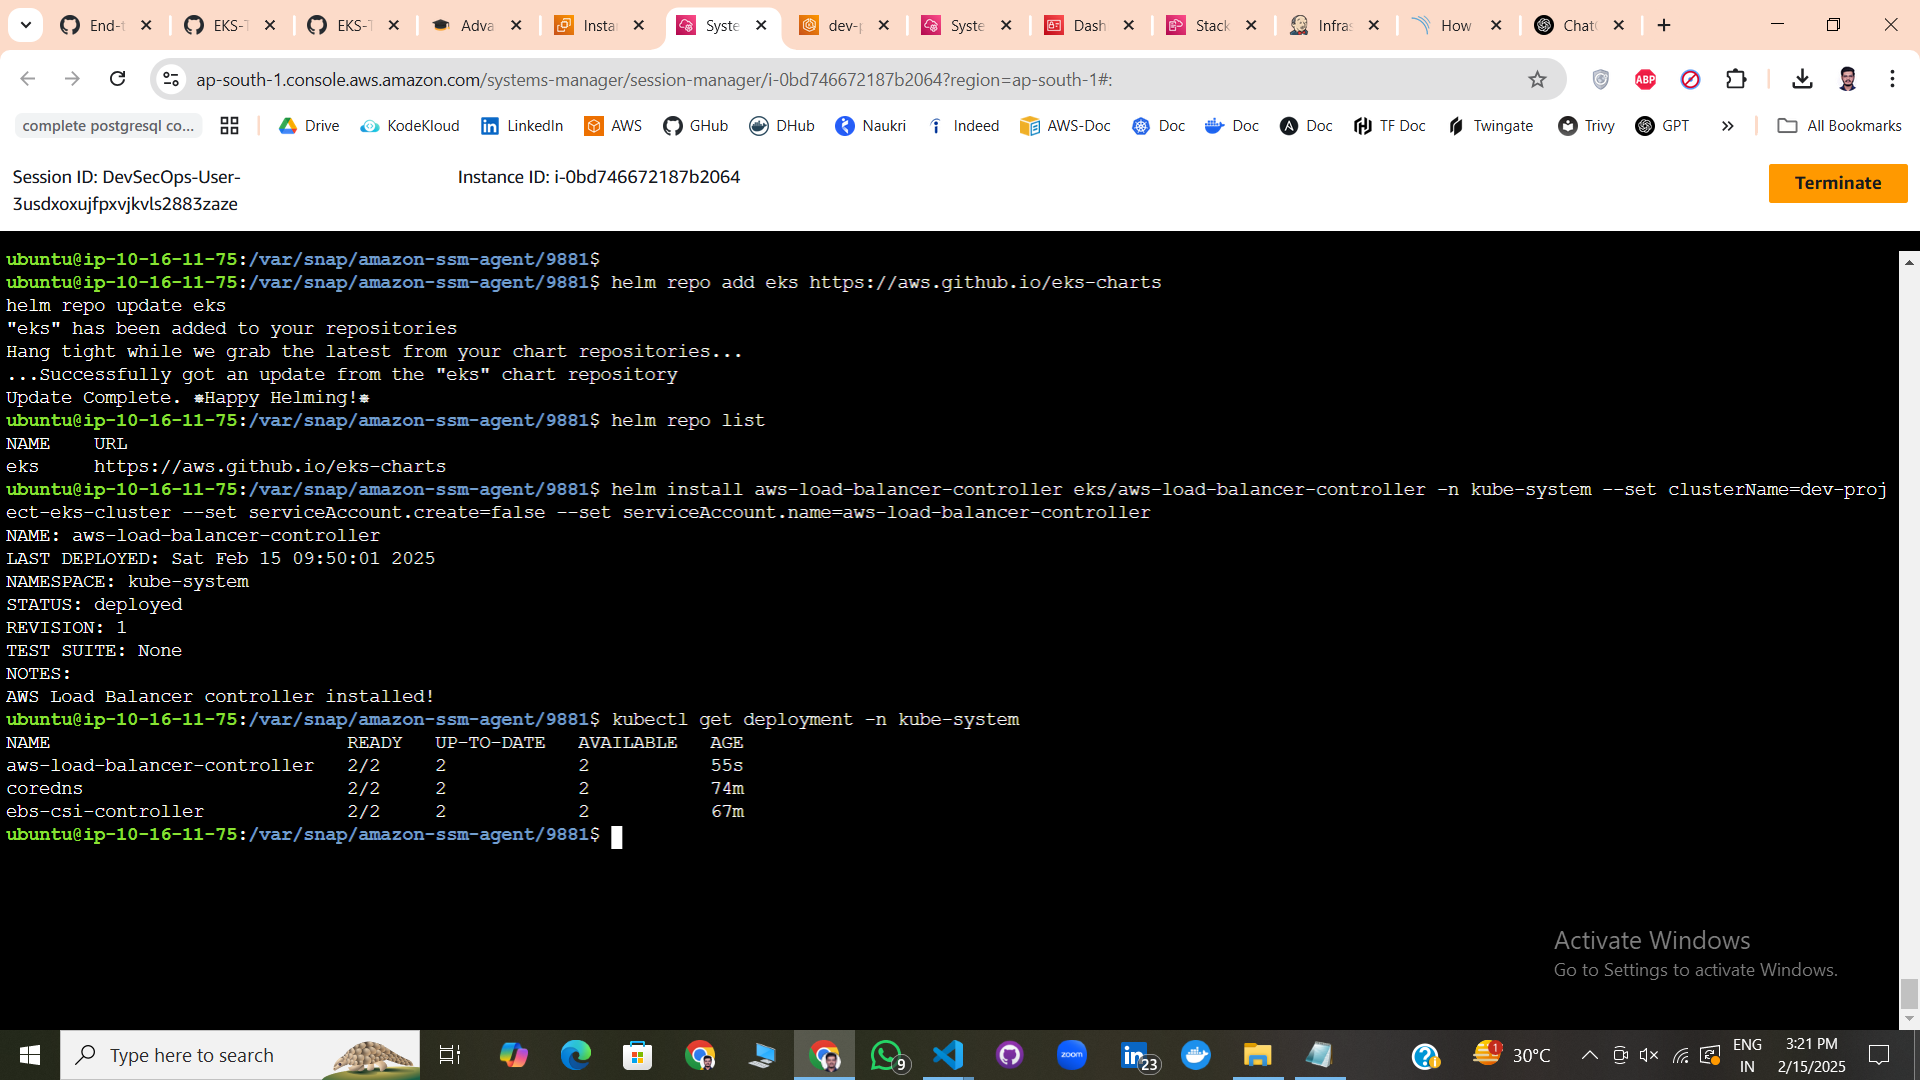 End-t
EKS-T
EKS-T
Adva
Instan
Syste
dev-p
Syste
Dash
Stack
Infras
How
Chat
ap-south-1.console.aws.amazon.com/systems-manager/session-manager/i-0bd746672187b2064?region=ap-south-1#:
complete postgresql co...
Drive
KodeKloud
LinkedIn
AWS
GHub
DHub
Naukri
Indeed
AWS-Doc
Doc
Doc
Doc
TF Doc
Twingate
Trivy
GPT
»
All Bookmarks
Session ID: DevSecOps-User-
3usdxoxujfpxvjkvls2883zaze
Instance ID: i-0bd746672187b2064
Terminate
ubuntu@ip-10-16-11-75:/var/snap/amazon-ssm-agent/9881$
ubuntu@ip-10-16-11-75:/var/snap/amazon-ssm-agent/9881$ helm repo add eks https://aws.github.io/eks-charts
helm repo update eks
"eks" has been added to your repositories
Hang tight while we grab the latest from your chart repositories...
...Successfully got an update from the "eks" chart repository
Update Complete. ⎈Happy Helming!⎈
ubuntu@ip-10-16-11-75:/var/snap/amazon-ssm-agent/9881$ helm repo list
NAME    URL
eks     https://aws.github.io/eks-charts
ubuntu@ip-10-16-11-75:/var/snap/amazon-ssm-agent/9881$ helm install aws-load-balancer-controller eks/aws-load-balancer-controller -n kube-system --set clusterName=dev-proj
ect-eks-cluster --set serviceAccount.create=false --set serviceAccount.name=aws-load-balancer-controller
NAME: aws-load-balancer-controller
LAST DEPLOYED: Sat Feb 15 09:50:01 2025
NAMESPACE: kube-system
STATUS: deployed
REVISION: 1
TEST SUITE: None
NOTES:
AWS Load Balancer controller installed!
ubuntu@ip-10-16-11-75:/var/snap/amazon-ssm-agent/9881$ kubectl get deployment -n kube-system
NAME                           READY   UP-TO-DATE   AVAILABLE   AGE
aws-load-balancer-controller   2/2     2            2           55s
coredns                        2/2     2            2           74m
ebs-csi-controller             2/2     2            2           67m
ubuntu@ip-10-16-11-75:/var/snap/amazon-ssm-agent/9881$
Activate Windows
Go to Settings to activate Windows.
Type here to search
9
zoom
23
1
30°C
ENG
IN
3:21 PM
2/15/2025